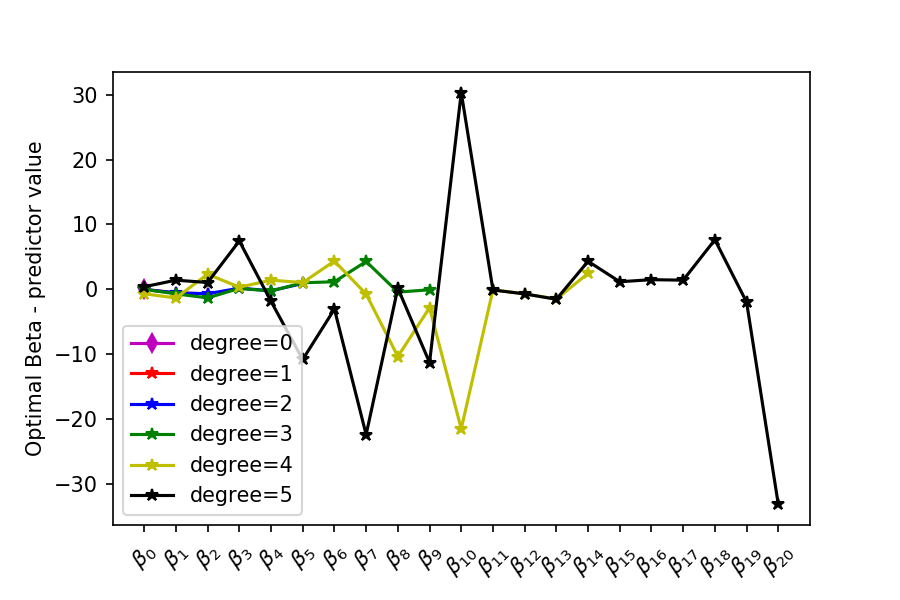 30
20
10
0
−10
−20
−30
Optimal Beta - predictor value
degree=0
degree=1
degree=2
degree=3
degree=4
degree=5
β₀ β₁ β₂ β₃ β₄ β₅ β₆ β₇ β₈ β₉ β₁₀ β₁₁ β₁₂ β₁₃ β₁₄ β₁₅ β₁₆ β₁₇ β₁₈ β₁₉ β₂₀